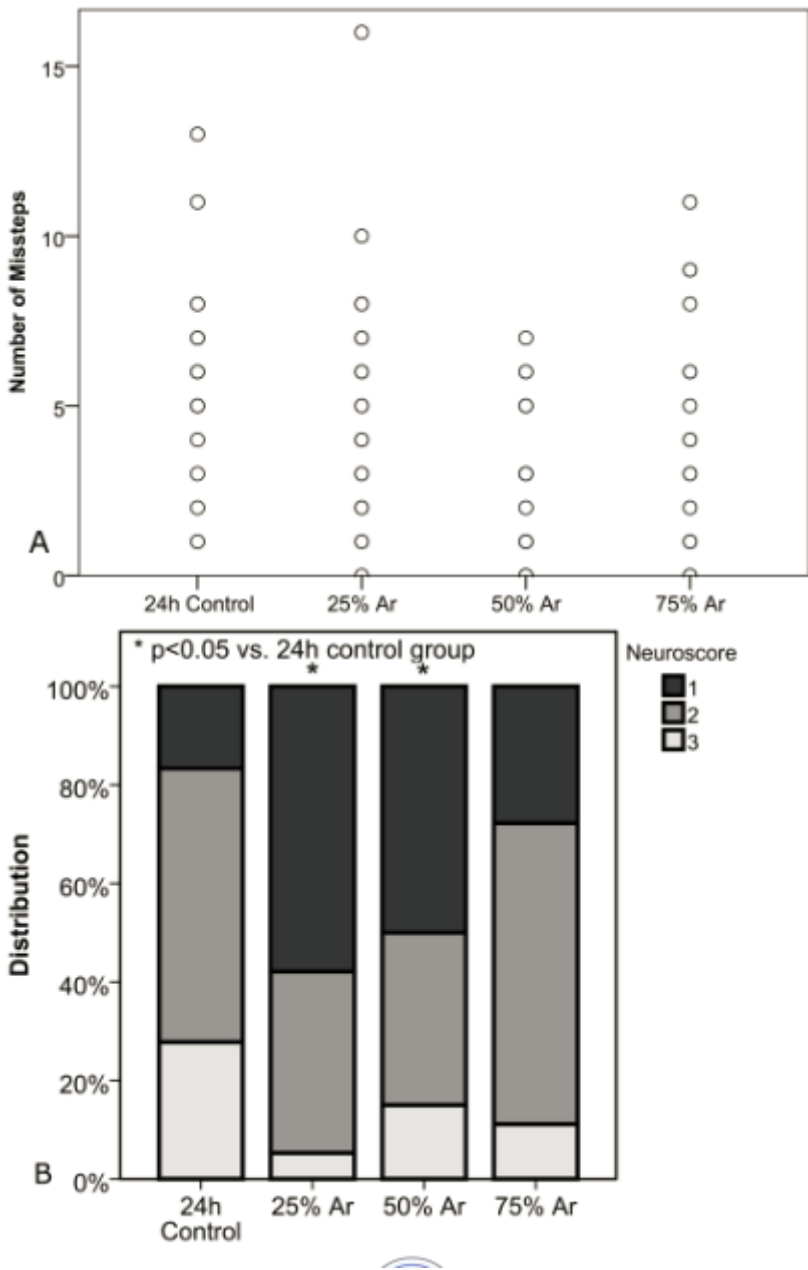 15
10
5
0
Number of Missteps
A
24h Control 25% Ar 50% Ar 75% Ar
* p<0.05 vs. 24h control group
* *
Neuroscore
1
2
3
100%
80%
60%
40%
20%
0%
Distribution
B
24h Control 25% Ar 50% Ar 75% Ar